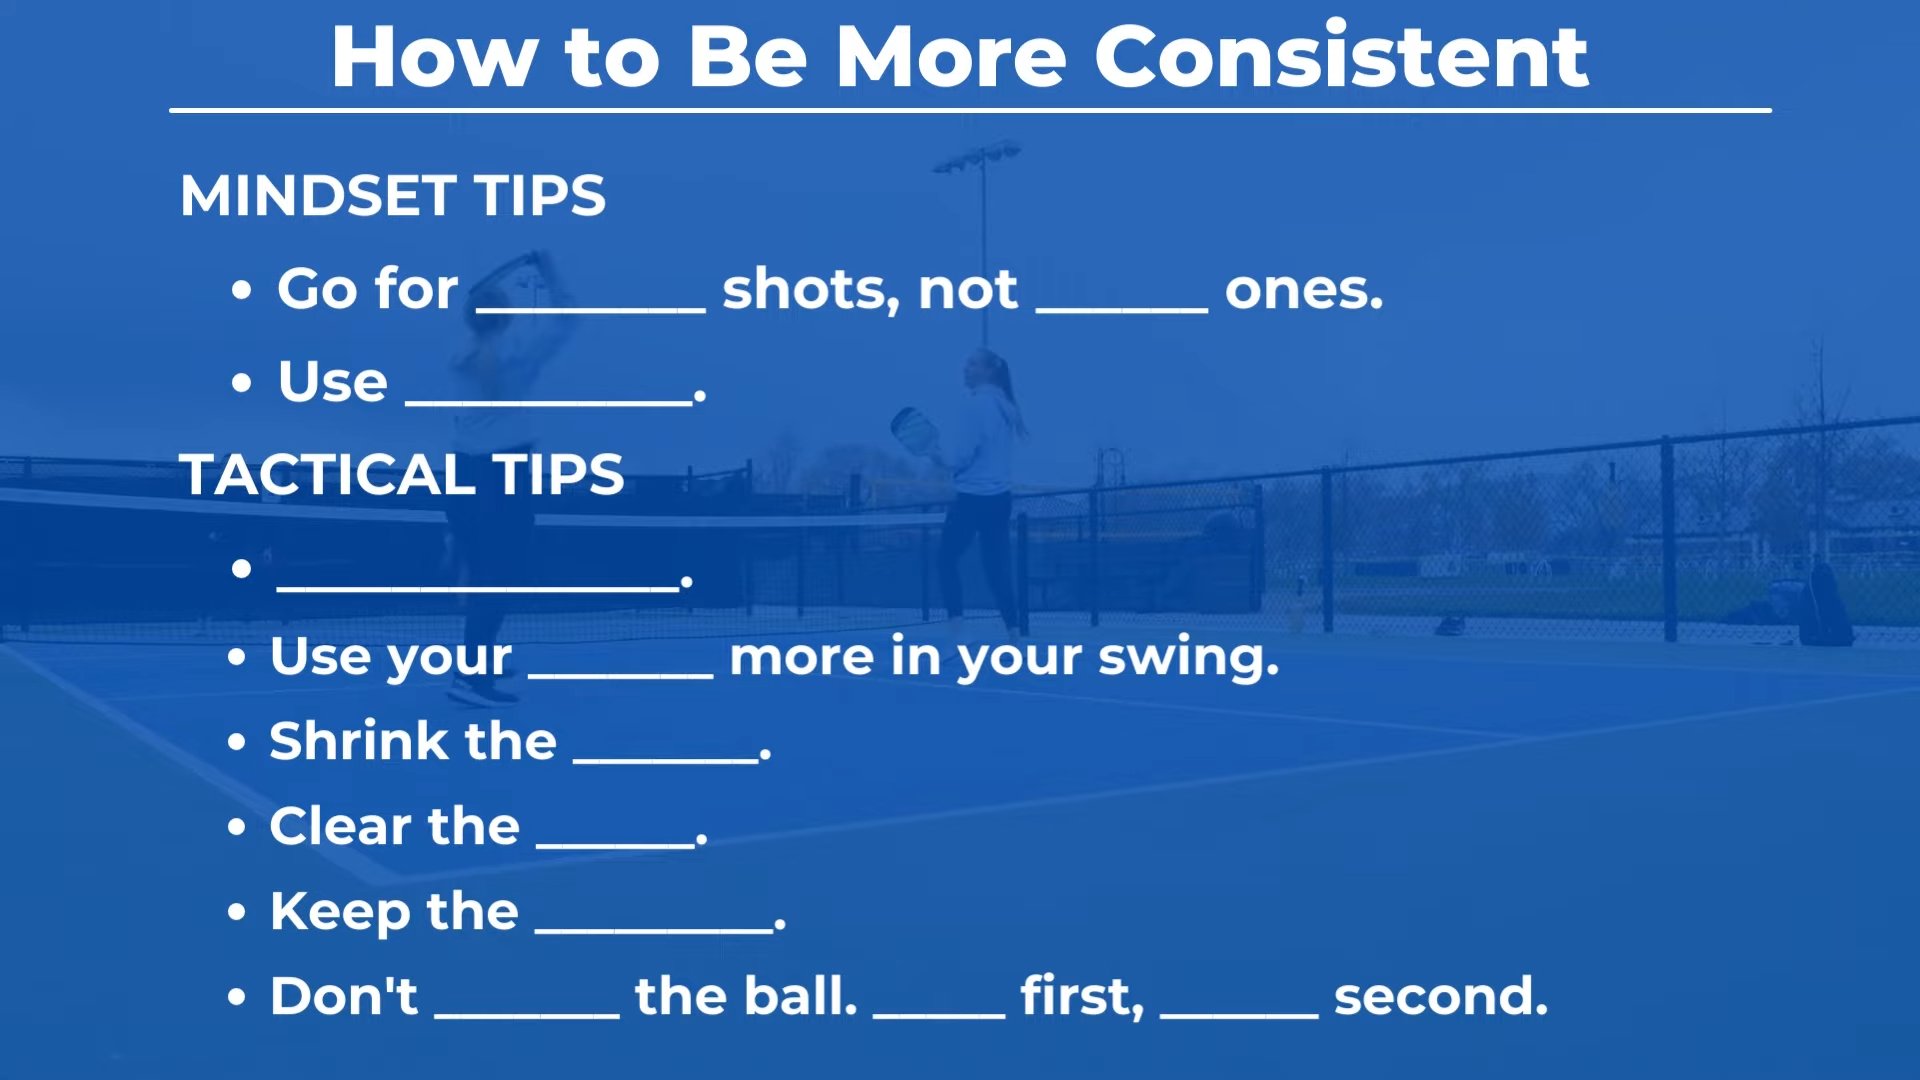 How to Be More Consistent
MINDSET TIPS
• Go for ________ shots, not ______ ones.
• Use __________.
TACTICAL TIPS
• ______________.
• Use your _______ more in your swing.
• Shrink the _______.
• Clear the ______.
• Keep the _________.
• Don't _______ the ball. _____ first, ______ second.